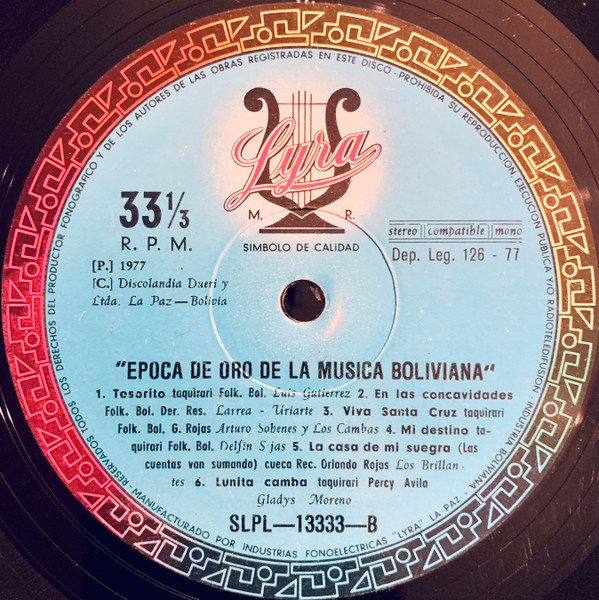 RESERVADOS TODOS LOS DERECHOS DEL PRODUCTOR FONOGRAFICO Y DE LOS AUTORES DE LAS OBRAS REGISTRADAS EN ESTE DISCO - PROHIBIDA SU REPRODUCCION, EJECUCION PUBLICA Y/O RADIOTELEDIFUSION - INDUSTRIA BOLIVIANA -
Lyra
M. R.
SIMBOLO DE CALIDAD
33⅓
R. P. M.
stereo compatible mono
Dep. Leg. 126 - 77
[P.] 1977
[C.] Discolandia Dueri y
Ltda. La Paz — Bolivia
"EPOCA DE ORO DE LA MUSICA BOLIVIANA"
1. Tesorito taquirari Folk. Bol. Luis Gutierrez 2. En las concavidades
Folk. Bol. Der. Res. Larrea - Uriarte 3. Viva Santa Cruz taquirari
Folk. Bol. G. Rojas Arturo Sobenes y Los Cambas 4. Mi destino ta-
quirari Folk. Bol. Delfin S jas 5. La casa de mi suegra (Las
cuentas van sumando) cueca Rec. Orlando Rojas Los Brillan-
tes 6. Lunita camba taquirari Percy Avila
Gladys Moreno
SLPL—13333—B
MANUFACTURADO POR INDUSTRIAS FONOELECTRICAS "LYRA" LA PAZ -